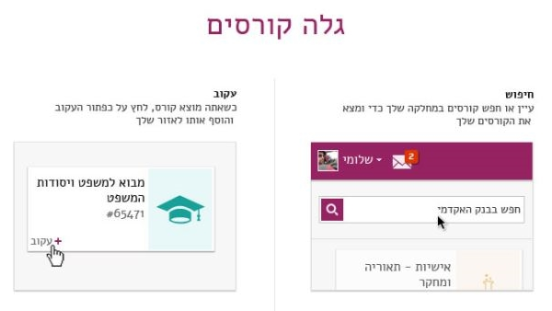 גלה קורסים
חיפוש
עיין או חפש קורסים במחלקה שלך כדי ומצא
את הקורסים שלך
שלומי
2
חפש בבנק האקדמי
אישיות - תאוריה
ומחקר
עקוב
כשאתה מוצא קורס, לחץ על כפתור העקוב
והוסף אותו לאזור שלך
מבוא למשפט ויסודות
המשפט
#65471
+עקוב